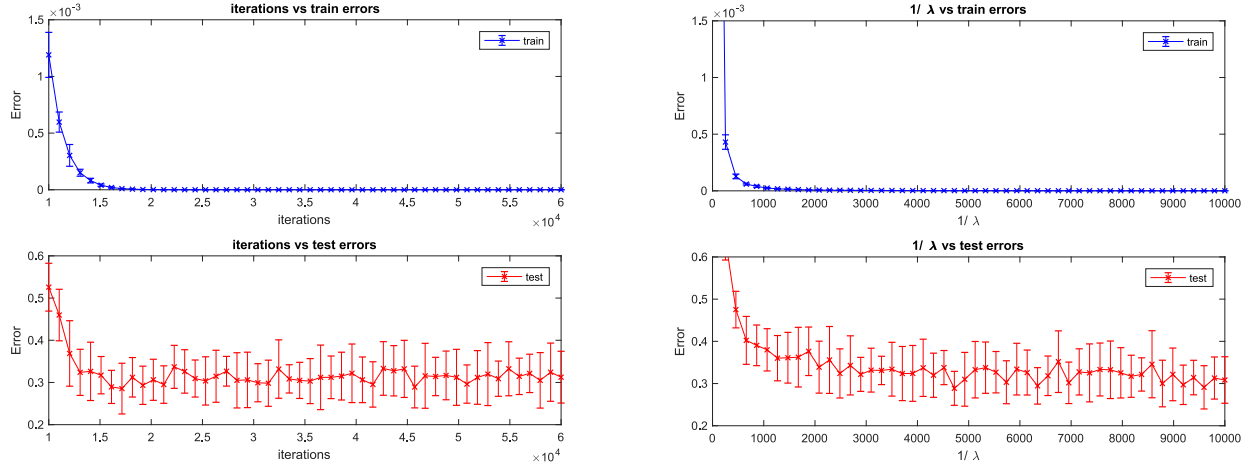 iterations vs train errors
×10-3
1.5
1
0.5
0
Error
train
1 1.5 2 2.5 3 3.5 4 4.5 5 5.5 6
iterations
×104
1/ λ vs train errors
×10-3
1.5
1
0.5
0
Error
train
0 1000 2000 3000 4000 5000 6000 7000 8000 9000 10000
1/ λ
iterations vs test errors
0.6
0.5
0.4
0.3
0.2
Error
test
1 1.5 2 2.5 3 3.5 4 4.5 5 5.5 6
iterations
×104
1/ λ vs test errors
0.6
0.5
0.4
0.3
0.2
Error
test
0 1000 2000 3000 4000 5000 6000 7000 8000 9000 10000
1/ λ